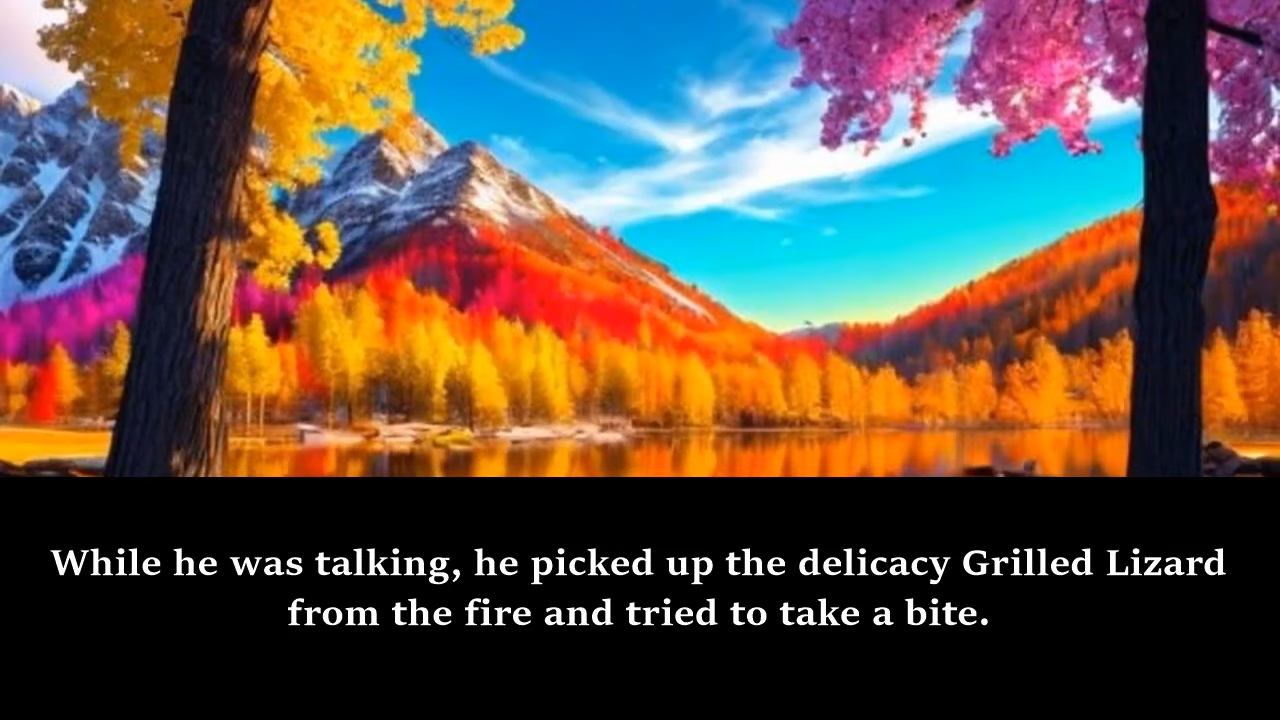 While he was talking, he picked up the delicacy Grilled Lizard
from the fire and tried to take a bite.